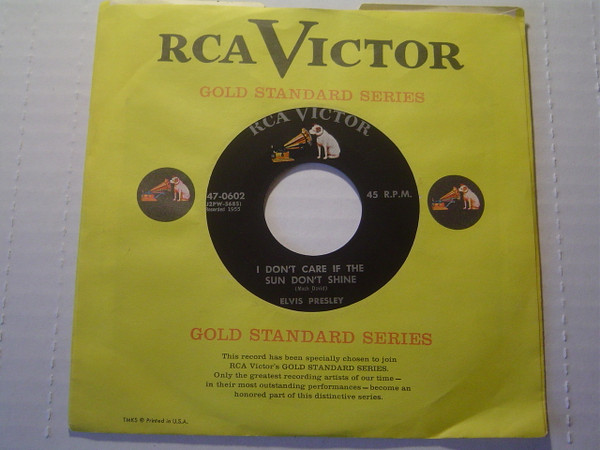 RCA VICTOR
GOLD STANDARD SERIES
RCA VICTOR
47-0602
45 R.P.M.
I DON'T CARE IF THE
SUN DON'T SHINE
ELVIS PRESLEY
GOLD STANDARD SERIES
This record has been specially chosen to join
RCA Victor's GOLD STANDARD SERIES.
Only the greatest recording artists of our time—
in their most outstanding performances—become an
honored part of this distinctive series.
TMKS © Printed in U.S.A.